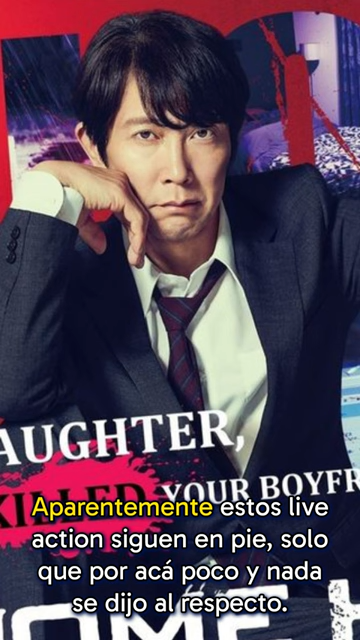 AUGHTER,
KILLED YOUR BOYFR
Aparentemente estos live
action siguen en pie, solo
que por acá poco y nada
se dijo al respecto.